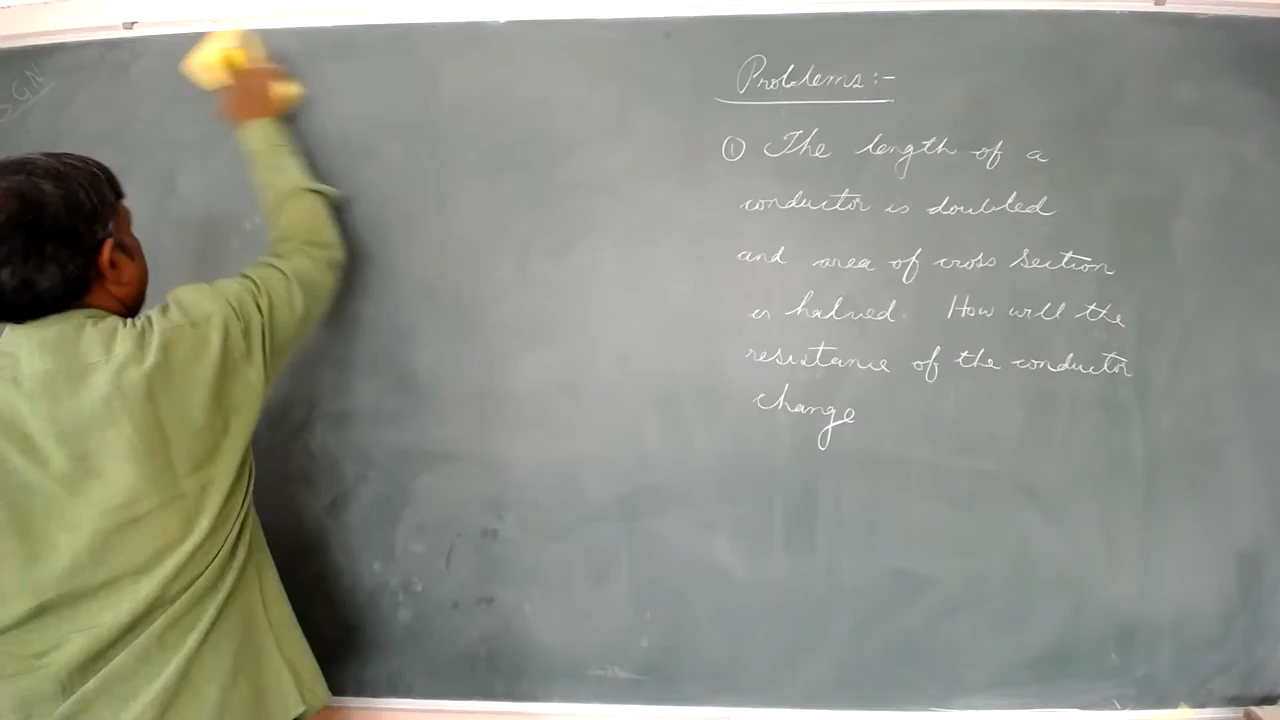 S.G.N
Problems:-
① The length of a
conductor is doubled
and area of cross section
is halved. How will the
resistance of the conductor
change